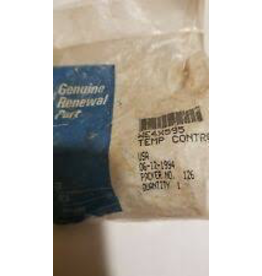 Genuine
Renewal
Part
WE4X595
TEMP CONTRO
USA
06-12-1994
PACKER NO. 126
QUANTITY 1